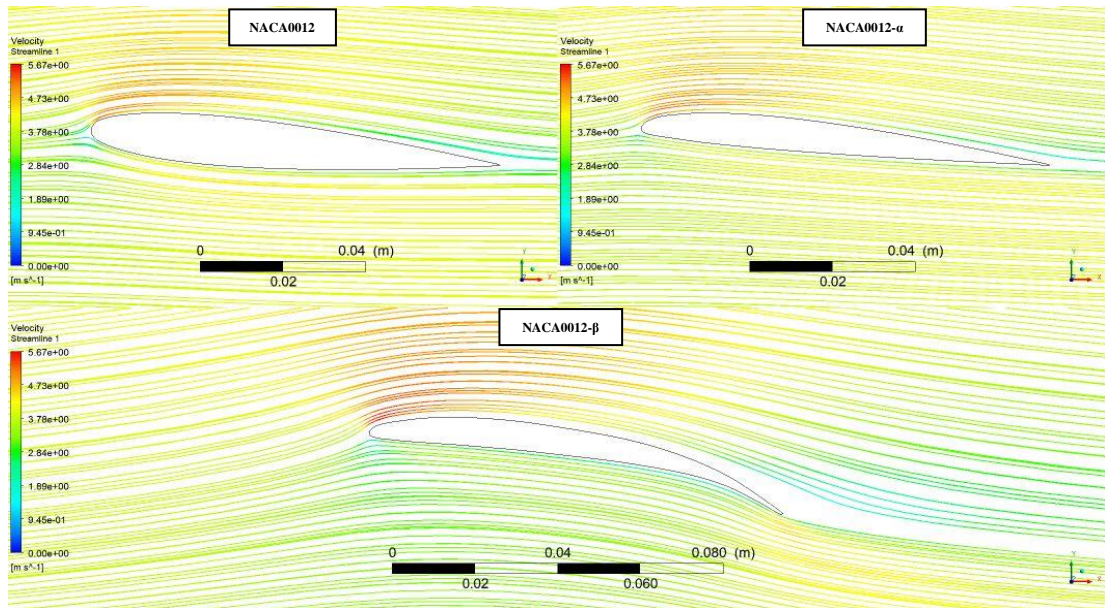 NACA0012
Velocity
Streamline 1
5.67e+00
4.73e+00
3.78e+00
2.84e+00
1.89e+00
9.45e-01
0.00e+00
[m s^-1]
0 0.04 (m)
0.02
Y
X
NACA0012-α
Velocity
Streamline 1
5.67e+00
4.73e+00
3.78e+00
2.84e+00
1.89e+00
9.45e-01
0.00e+00
[m s^-1]
0 0.04 (m)
0.02
Y
X
NACA0012-β
Velocity
Streamline 1
5.67e+00
4.73e+00
3.78e+00
2.84e+00
1.89e+00
9.45e-01
0.00e+00
[m s^-1]
0 0.04 0.080 (m)
0.02 0.060
Y
X